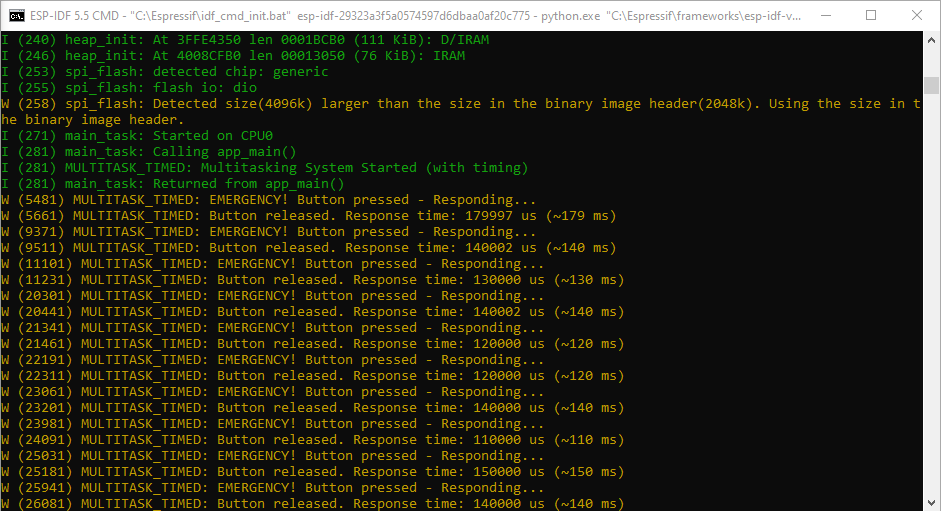 ESP-IDF 5.5 CMD - "C:\Espressif\idf_cmd_init.bat" esp-idf-29323a3f5a0574597d6dbaa0af20c775 - python.exe "C:\Espressif\frameworks\esp-idf-v...
I (240) heap_init: At 3FFE4350 len 0001BCB0 (111 KiB): D/IRAM
I (246) heap_init: At 4008CFB0 len 00013050 (76 KiB): IRAM
I (253) spi_flash: detected chip: generic
I (255) spi_flash: flash io: dio
W (258) spi_flash: Detected size(4096k) larger than the size in the binary image header(2048k). Using the size in t
he binary image header.
I (271) main_task: Started on CPU0
I (281) main_task: Calling app_main()
I (281) MULTITASK_TIMED: Multitasking System Started (with timing)
I (281) main_task: Returned from app_main()
W (5481) MULTITASK_TIMED: EMERGENCY! Button pressed - Responding...
W (5661) MULTITASK_TIMED: Button released. Response time: 179997 us (~179 ms)
W (9371) MULTITASK_TIMED: EMERGENCY! Button pressed - Responding...
W (9511) MULTITASK_TIMED: Button released. Response time: 140002 us (~140 ms)
W (11101) MULTITASK_TIMED: EMERGENCY! Button pressed - Responding...
W (11231) MULTITASK_TIMED: Button released. Response time: 130000 us (~130 ms)
W (20301) MULTITASK_TIMED: EMERGENCY! Button pressed - Responding...
W (20441) MULTITASK_TIMED: Button released. Response time: 140002 us (~140 ms)
W (21341) MULTITASK_TIMED: EMERGENCY! Button pressed - Responding...
W (21461) MULTITASK_TIMED: Button released. Response time: 120000 us (~120 ms)
W (22191) MULTITASK_TIMED: EMERGENCY! Button pressed - Responding...
W (22311) MULTITASK_TIMED: Button released. Response time: 120000 us (~120 ms)
W (23061) MULTITASK_TIMED: EMERGENCY! Button pressed - Responding...
W (23201) MULTITASK_TIMED: Button released. Response time: 140000 us (~140 ms)
W (23981) MULTITASK_TIMED: EMERGENCY! Button pressed - Responding...
W (24091) MULTITASK_TIMED: Button released. Response time: 110000 us (~110 ms)
W (25031) MULTITASK_TIMED: EMERGENCY! Button pressed - Responding...
W (25181) MULTITASK_TIMED: Button released. Response time: 150000 us (~150 ms)
W (25941) MULTITASK_TIMED: EMERGENCY! Button pressed - Responding...
W (26081) MULTITASK_TIMED: Button released. Response time: 140000 us (~140 ms)